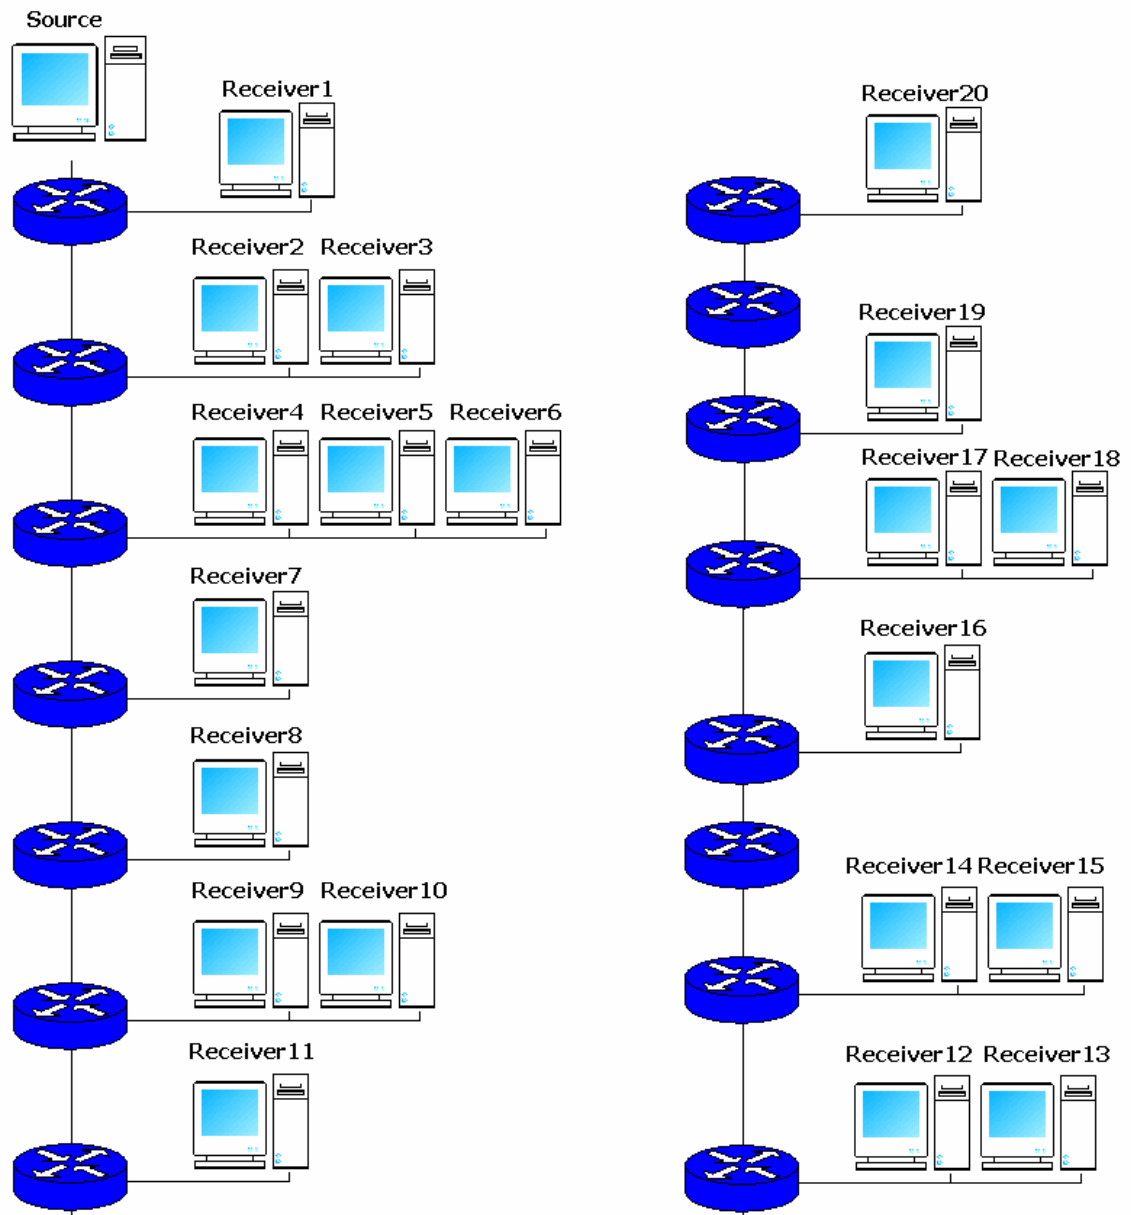 Source
Receiver1
Receiver2 Receiver3
Receiver4 Receiver5 Receiver6
Receiver7
Receiver8
Receiver9 Receiver10
Receiver11
Receiver20
Receiver19
Receiver17 Receiver18
Receiver16
Receiver14 Receiver15
Receiver12 Receiver13